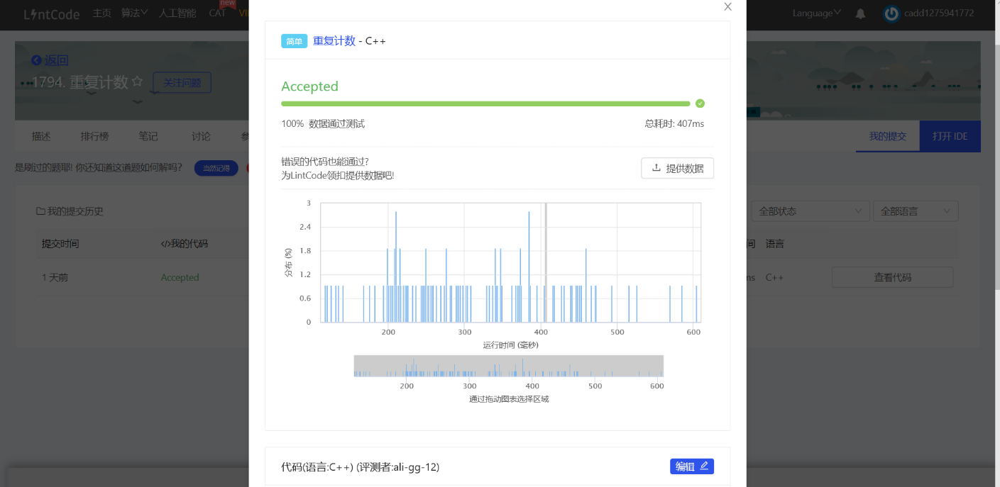 LintCode 主页 算法 人工智能 CAT new VI Language cadd1275941772
返回
1794. 重复计数 关注问题
描述 排行榜 笔记 讨论 我的提交 打开 IDE
是刷过的题耶! 你还知道这道题如何解吗? 当然记得
我的提交历史 全部状态 全部语言
提交时间 </>我的代码 间 语言
1 天前 Accepted ms C++ 查看代码
简单 重复计数 - C++
Accepted
100% 数据通过测试 总耗时: 407ms
错误的代码也能通过?
为LintCode领扣提供数据吧!
提供数据
3
2.4
1.8
1.2
0.6
0
分布 (%)
200 300 400 500 600
运行时间 (毫秒)
200 300 400 500 600
通过拖动图表选择区域
代码(语言:C++) (评测者:ali-gg-12) 编辑